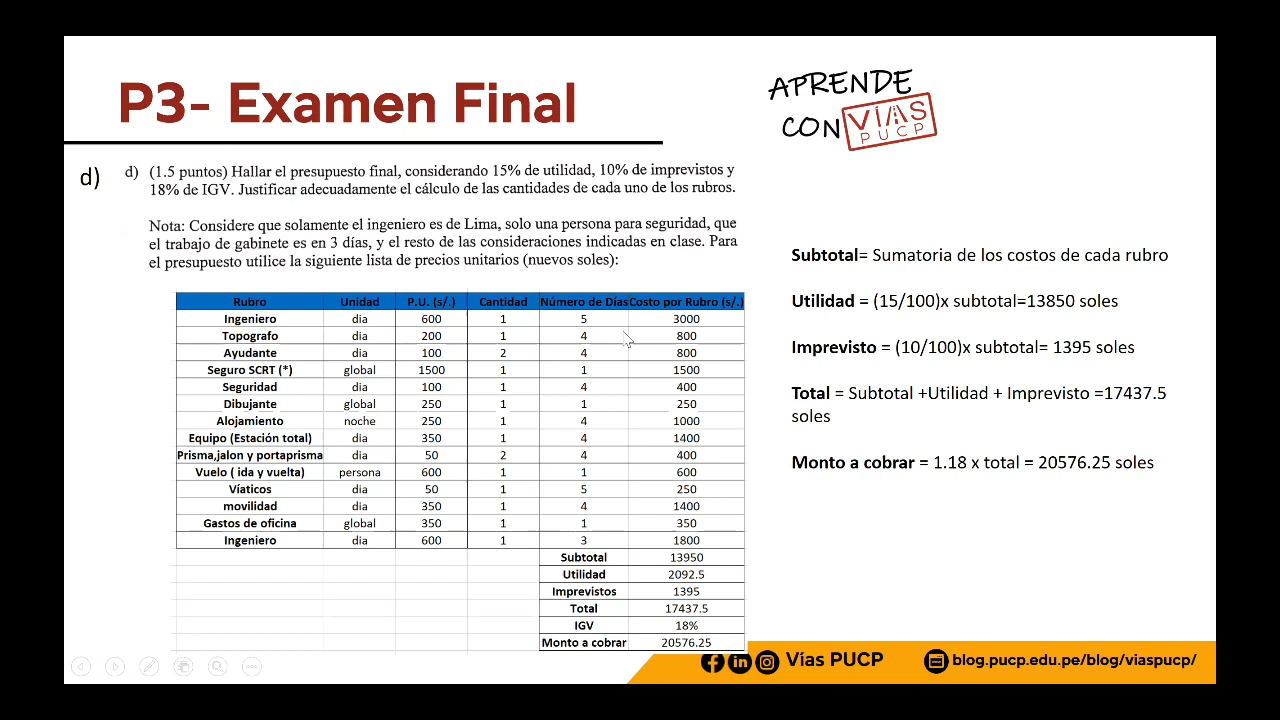 P3- Examen Final
APRENDE
CON VÍAS
PUCP
d)
d) (1.5 puntos) Hallar el presupuesto final, considerando 15% de utilidad, 10% de imprevistos y
18% de IGV. Justificar adecuadamente el cálculo de las cantidades de cada uno de los rubros.
Nota: Considere que solamente el ingeniero es de Lima, solo una persona para seguridad, que
el trabajo de gabinete es en 3 días, y el resto de las consideraciones indicadas en clase. Para
el presupuesto utilice la siguiente lista de precios unitarios (nuevos soles):
Rubro Unidad P.U. (s/.) Cantidad Número de Días Costo por Rubro (s/.)
Ingeniero dia 600 1 5 3000
Topografo dia 200 1 4 800
Ayudante dia 100 2 4 800
Seguro SCRT (*) global 1500 1 1 1500
Seguridad dia 100 1 4 400
Dibujante global 250 1 1 250
Alojamiento noche 250 1 4 1000
Equipo (Estación total) dia 350 1 4 1400
Prisma,jalon y portaprisma dia 50 2 4 400
Vuelo ( ida y vuelta) persona 600 1 1 600
Víaticos dia 50 1 5 250
movilidad dia 350 1 4 1400
Gastos de oficina global 350 1 1 350
Ingeniero dia 600 1 3 1800
Subtotal 13950
Utilidad 2092.5
Imprevistos 1395
Total 17437.5
IGV 18%
Monto a cobrar 20576.25
Subtotal= Sumatoria de los costos de cada rubro
Utilidad = (15/100)x subtotal=13850 soles
Imprevisto = (10/100)x subtotal= 1395 soles
Total = Subtotal +Utilidad + Imprevisto =17437.5
soles
Monto a cobrar = 1.18 x total = 20576.25 soles
Vías PUCP
blog.pucp.edu.pe/blog/viaspucp/